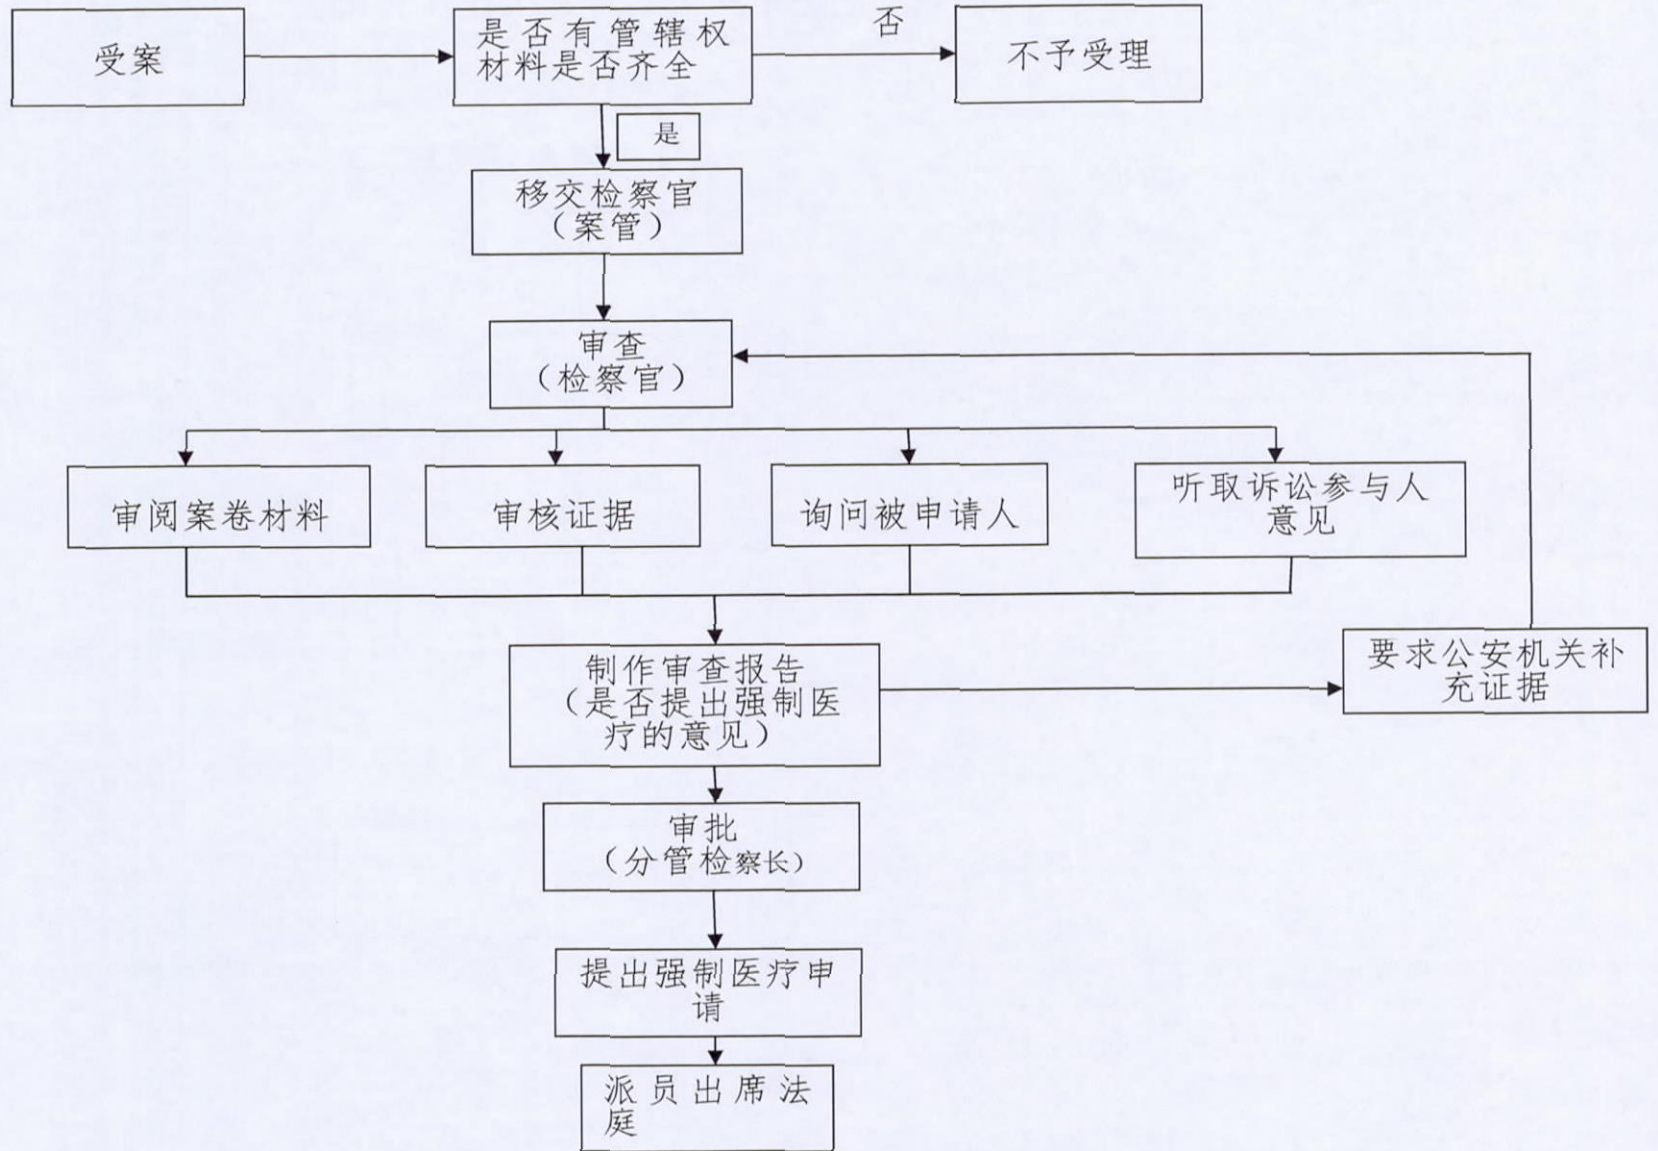 受案
是否有管辖权
材料是否齐全
否
不予受理
是
移交检察官
（案管）
审查
（检察官）
审阅案卷材料
审核证据
询问被申请人
听取诉讼参与人
意见
制作审查报告
（是否提出强制医
疗的意见）
要求公安机关补
充证据
审批
（分管检察长）
提出强制医疗申
请
派员出席法
庭